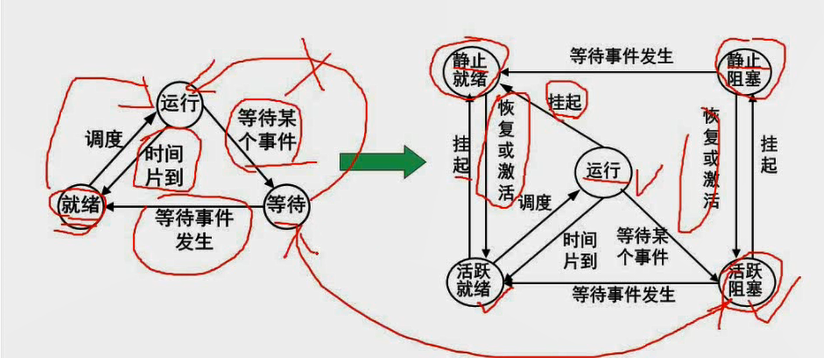 运行
调度
时间
片到
等待某
个事件
就绪
等待
等待事件
发生
静止
就绪
等待事件发生
静止
阻塞
挂起
挂起
恢复或激活
运行
恢复或激活
挂起
调度
时间
片到
等待某
个事件
活跃
就绪
等待事件发生
活跃
阻塞